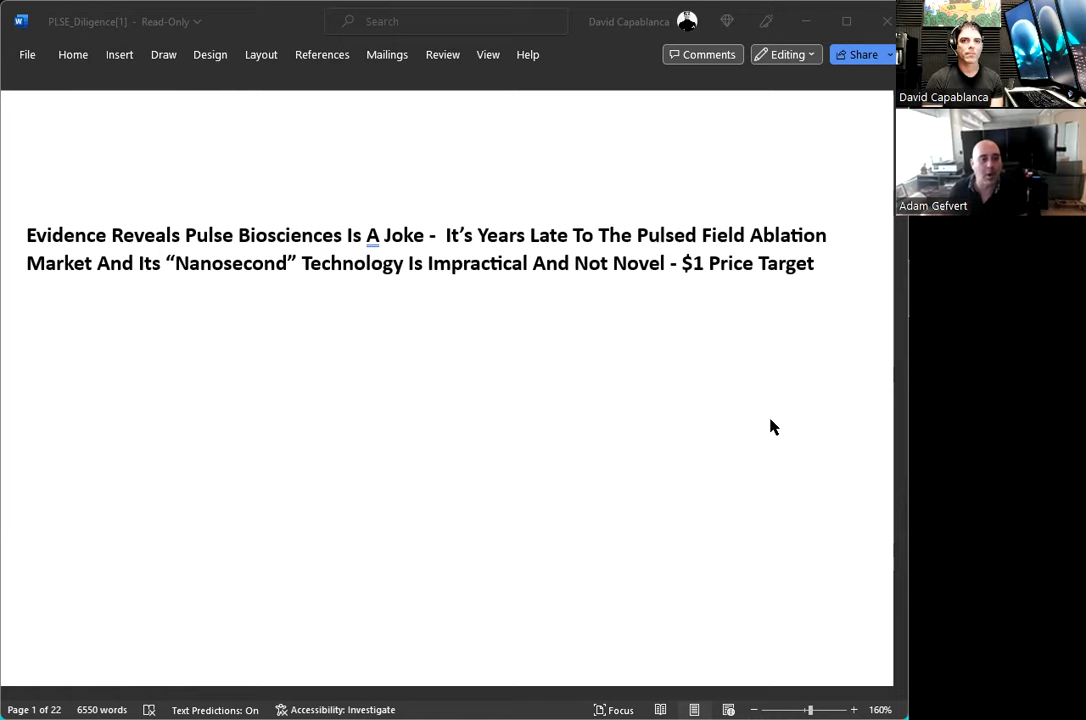 PLSE_Diligence[1] - Read-Only
Search
David Capablanca
File Home Insert Draw Design Layout References Mailings Review View Help
Comments Editing Share
David Capablanca
Adam Gefvert
Evidence Reveals Pulse Biosciences Is A Joke - It’s Years Late To The Pulsed Field Ablation
Market And Its “Nanosecond” Technology Is Impractical And Not Novel - $1 Price Target
Page 1 of 22 6550 words Text Predictions: On Accessibility: Investigate Focus 160%